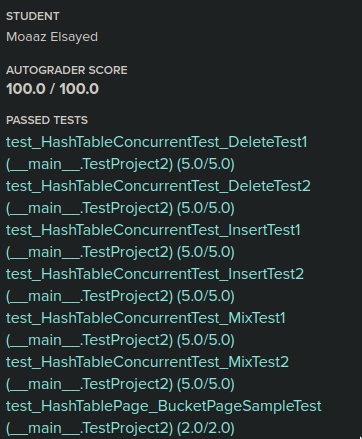 STUDENT
Moaaz Elsayed
AUTOGRADER SCORE
100.0 / 100.0
PASSED TESTS
test_HashTableConcurrentTest_DeleteTest1
(__main__.TestProject2) (5.0/5.0)
test_HashTableConcurrentTest_DeleteTest2
(__main__.TestProject2) (5.0/5.0)
test_HashTableConcurrentTest_InsertTest1
(__main__.TestProject2) (5.0/5.0)
test_HashTableConcurrentTest_InsertTest2
(__main__.TestProject2) (5.0/5.0)
test_HashTableConcurrentTest_MixTest1
(__main__.TestProject2) (5.0/5.0)
test_HashTableConcurrentTest_MixTest2
(__main__.TestProject2) (5.0/5.0)
test_HashTablePage_BucketPageSampleTest
(__main__.TestProject2) (2.0/2.0)